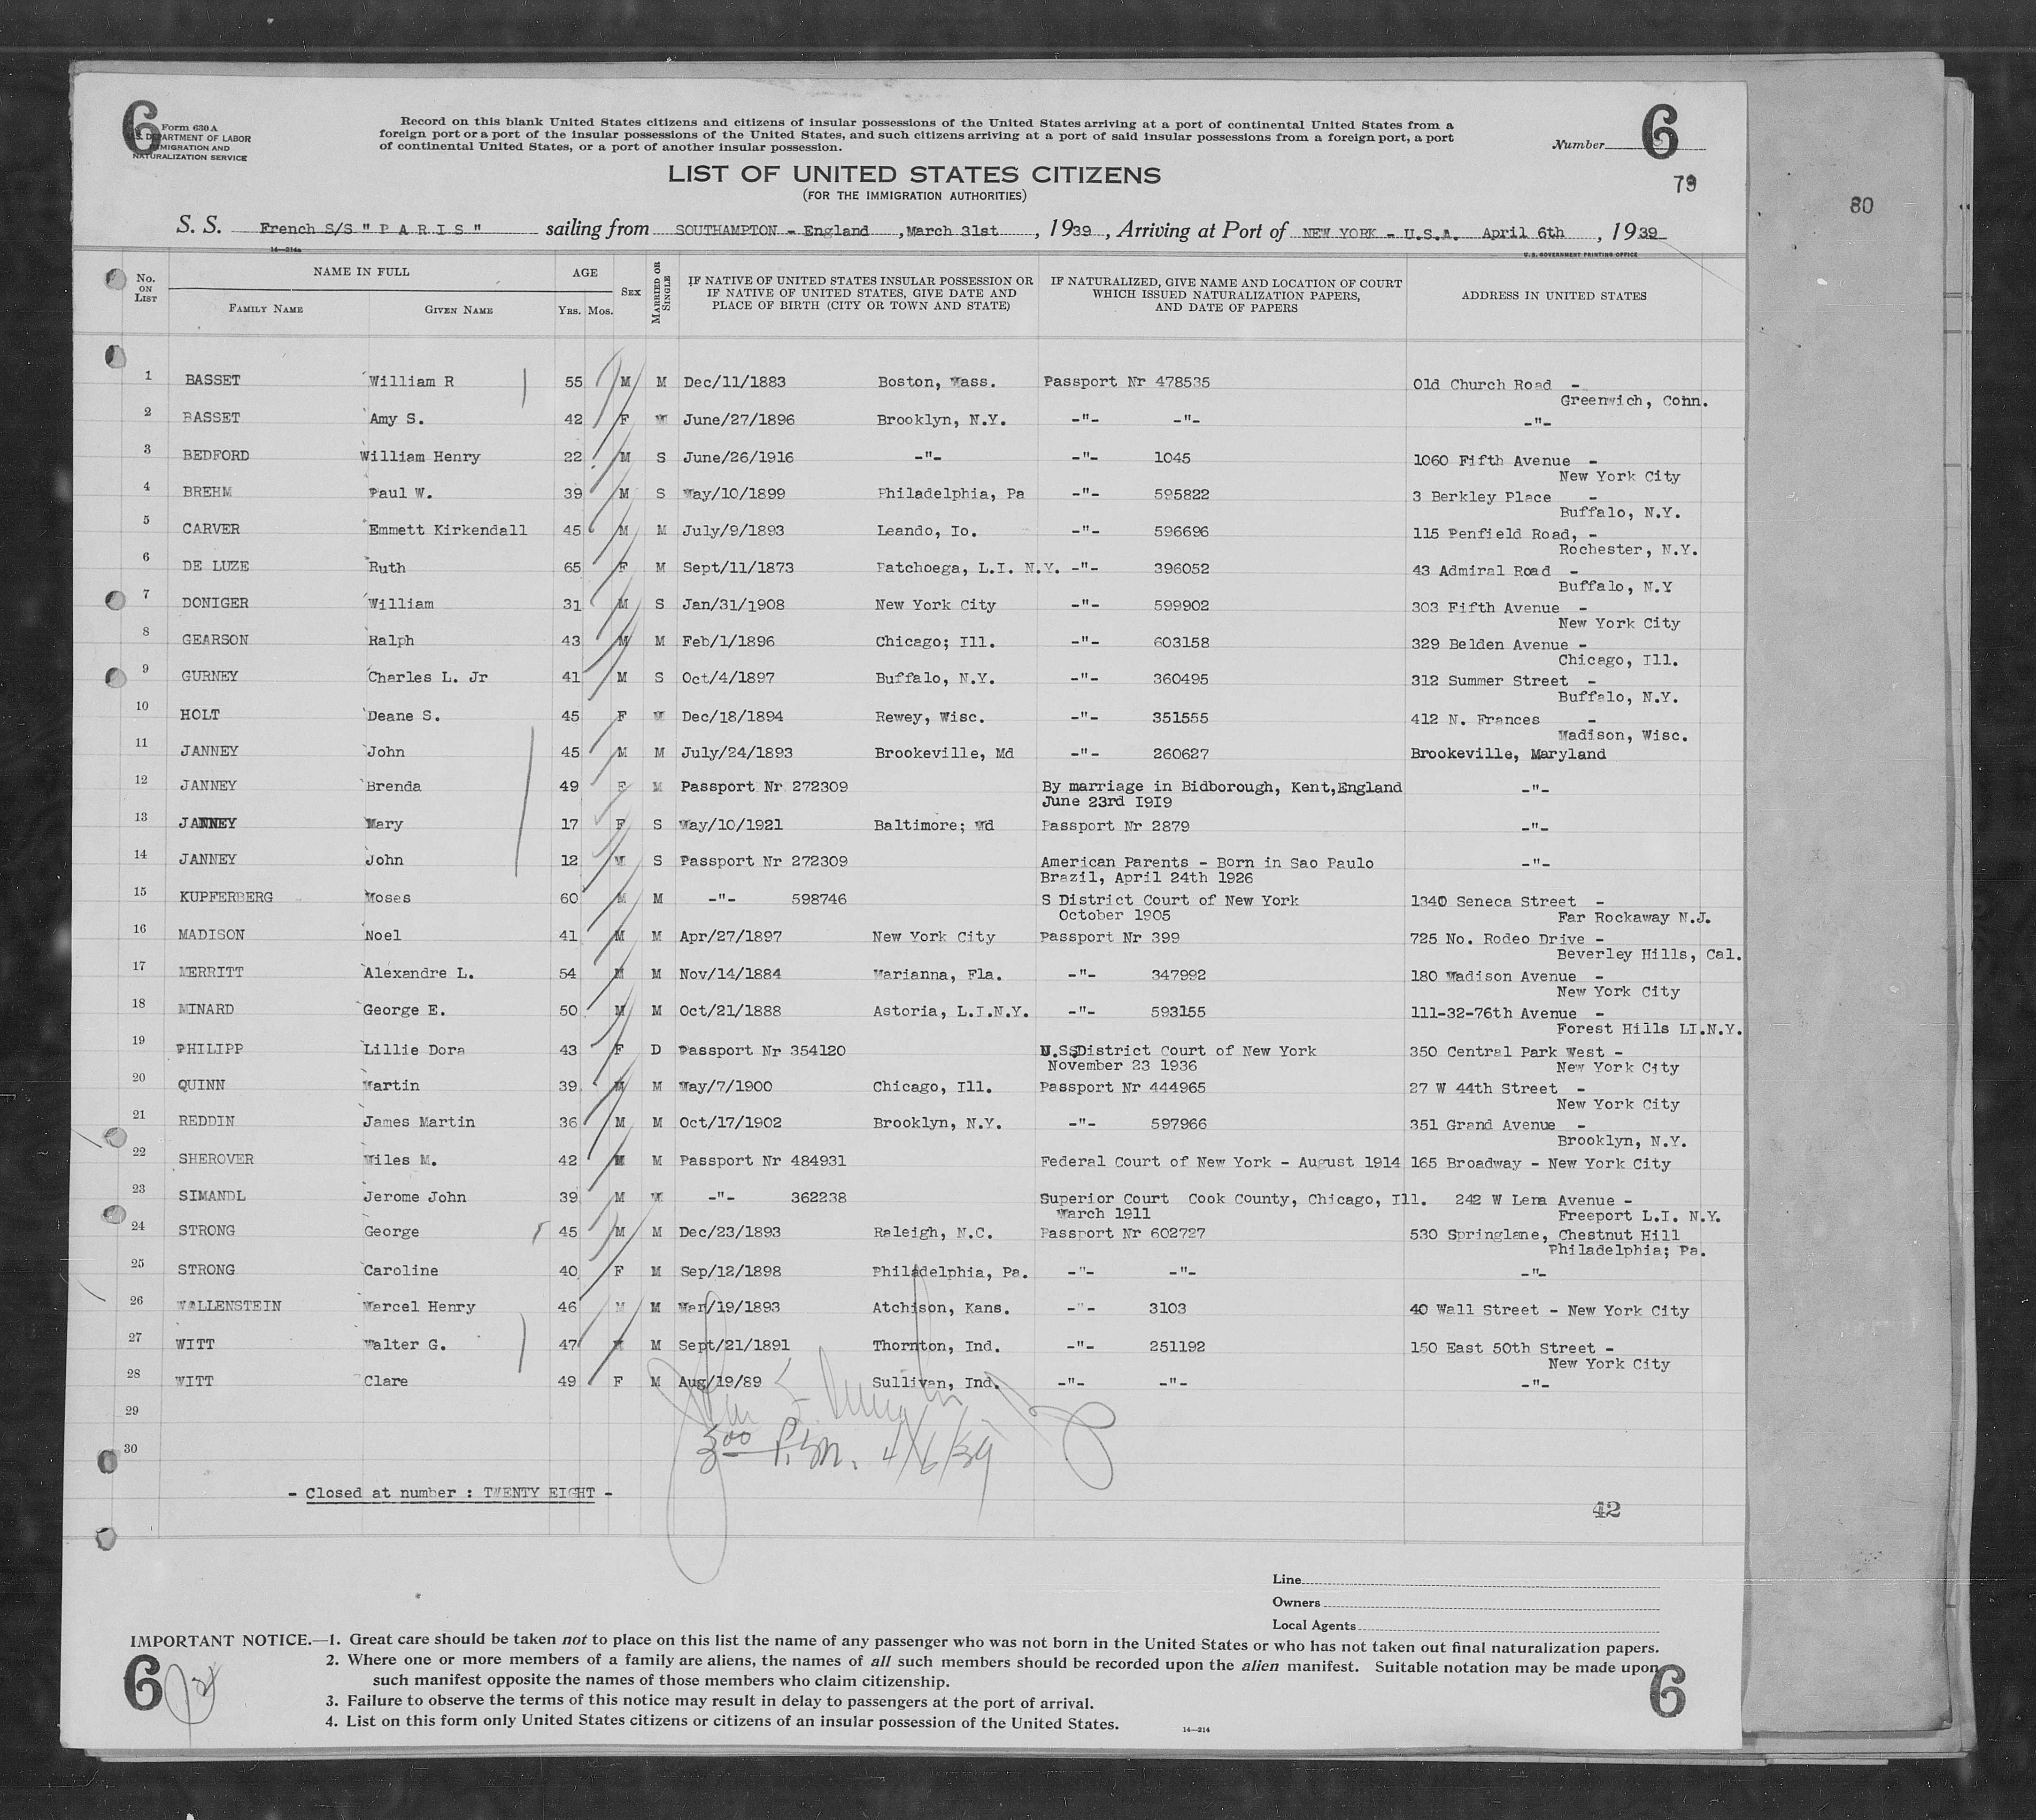 6
Form 630 A
U.S. DEPARTMENT OF LABOR
IMMIGRATION AND
NATURALIZATION SERVICE
Record on this blank United States citizens and citizens of insular possessions of the United States arriving at a port of continental United States from a
foreign port or a port of the insular possessions of the United States, and such citizens arriving at a port of said insular possessions from a foreign port, a port
of continental United States, or a port of another insular possession.
Number 6
LIST OF UNITED STATES CITIZENS
(FOR THE IMMIGRATION AUTHORITIES)
79
80
S. S. French S/S " P A R I S " sailing from SOUTHAMPTON - England , March 31st , 1939 , Arriving at Port of NEW YORK - U.S.A. April 6th , 1939
14—214a
U.S. GOVERNMENT PRINTING OFFICE
No. ON LIST NAME IN FULL FAMILY NAME GIVEN NAME AGE YRS. MOS. SEX MARRIED OR SINGLE IF NATIVE OF UNITED STATES INSULAR POSSESSION OR IF NATIVE OF UNITED STATES, GIVE DATE AND PLACE OF BIRTH (CITY OR TOWN AND STATE) IF NATURALIZED, GIVE NAME AND LOCATION OF COURT WHICH ISSUED NATURALIZATION PAPERS, AND DATE OF PAPERS ADDRESS IN UNITED STATES
1 BASSET William R 55 M M Dec/11/1883 Boston, Mass. Passport Nr 478535 Old Church Road -
Greenwich, Conn.
2 BASSET Amy S. 42 F M June/27/1896 Brooklyn, N.Y. -"- -"- -"-
3 BEDFORD William Henry 22 M S June/26/1916 -"- -"- 1045 1060 Fifth Avenue -
New York City
4 BREHM Paul W. 39 M S May/10/1899 Philadelphia, Pa -"- 595822 3 Berkley Place -
Buffalo, N.Y.
5 CARVER Emmett Kirkendall 45 M M July/9/1893 Leando, Io. -"- 596696 115 Penfield Road, -
Rochester, N.Y.
6 DE LUZE Ruth 65 F M Sept/11/1873 Patchoega, L.I. N.Y. -"- 396052 43 Admiral Road -
Buffalo, N.Y
7 DONIGER William 31 M S Jan/31/1908 New York City -"- 599902 303 Fifth Avenue -
New York City
8 GEARSON Ralph 43 M M Feb/1/1896 Chicago; Ill. -"- 603158 329 Belden Avenue -
Chicago, Ill.
9 GURNEY Charles L. Jr 41 M S Oct/4/1897 Buffalo, N.Y. -"- 360495 312 Summer Street -
Buffalo, N.Y.
10 HOLT Deane S. 45 F M Dec/18/1894 Rewey, Wisc. -"- 351555 412 N. Frances -
Madison, Wisc.
11 JANNEY John 45 M M July/24/1893 Brookeville, Md -"- 260627 Brookeville, Maryland
12 JANNEY Brenda 49 F M Passport Nr 272309 By marriage in Bidborough, Kent,England -"-
June 23rd I9I9
13 JANNEY Mary 17 F S May/10/1921 Baltimore; Md Passport Nr 2879 -"-
14 JANNEY John 12 M S Passport Nr 272309 American Parents - Born in Sao Paulo -"-
Brazil, April 24th 1926
15 KUPFERBERG Moses 60 M M -"- 598746 S District Court of New York 1340 Seneca Street -
October 1905 Far Rockaway N.J.
16 MADISON Noel 41 M M Apr/27/1897 New York City Passport Nr 399 725 No. Rodeo Drive -
Beverley Hills, Cal.
17 MERRITT Alexandre L. 54 M M Nov/14/1884 Marianna, Fla. -"- 347992 180 Madison Avenue -
New York City
18 MINARD George E. 50 M M Oct/21/1888 Astoria, L.I.N.Y. -"- 593155 111-32-76th Avenue -
Forest Hills LI.N.Y.
19 PHILIPP Lillie Dora 43 F D Passport Nr 354120 U.S.District Court of New York 350 Central Park West -
November 23 1936 New York City
20 QUINN Martin 39 M M May/7/1900 Chicago, Ill. Passport Nr 444965 27 W 44th Street -
New York City
21 REDDIN James Martin 36 M M Oct/17/1902 Brooklyn, N.Y. -"- 597966 351 Grand Avenue -
Brooklyn, N.Y.
22 SHEROVER Miles M. 42 M M Passport Nr 484931 Federal Court of New York - August 1914 165 Broadway - New York City
23 SIMANDL Jerome John 39 M M -"- 362238 Superior Court Cook County, Chicago, Ill. 242 W Lena Avenue -
March 1911 Freeport L.I. N.Y.
24 STRONG George 45 M M Dec/23/1893 Raleigh, N.C. Passport Nr 602727 530 Springlane, Chestnut Hill
Philadelphia; Pa.
25 STRONG Caroline 40 F M Sep/12/1898 Philadelphia, Pa. -"- -"- -"-
26 WALLENSTEIN Marcel Henry 46 M M Mar/19/1893 Atchison, Kans. -"- 3103 40 Wall Street - New York City
27 WITT Walter G. 47 M M Sept/21/1891 Thornton, Ind. -"- 251192 150 East 50th Street -
New York City
28 WITT Clare 49 F M Aug/19/89 Sullivan, Ind. -"- -"- -"-
29
30
3 00 P.M. 4/6/39
- Closed at number : TWENTY EIGHT -
42
Line
Owners
Local Agents
IMPORTANT NOTICE.—1. Great care should be taken not to place on this list the name of any passenger who was not born in the United States or who has not taken out final naturalization papers.
2. Where one or more members of a family are aliens, the names of all such members should be recorded upon the alien manifest. Suitable notation may be made upon
such manifest opposite the names of those members who claim citizenship.
3. Failure to observe the terms of this notice may result in delay to passengers at the port of arrival.
4. List on this form only United States citizens or citizens of an insular possession of the United States.
14—214
6
6